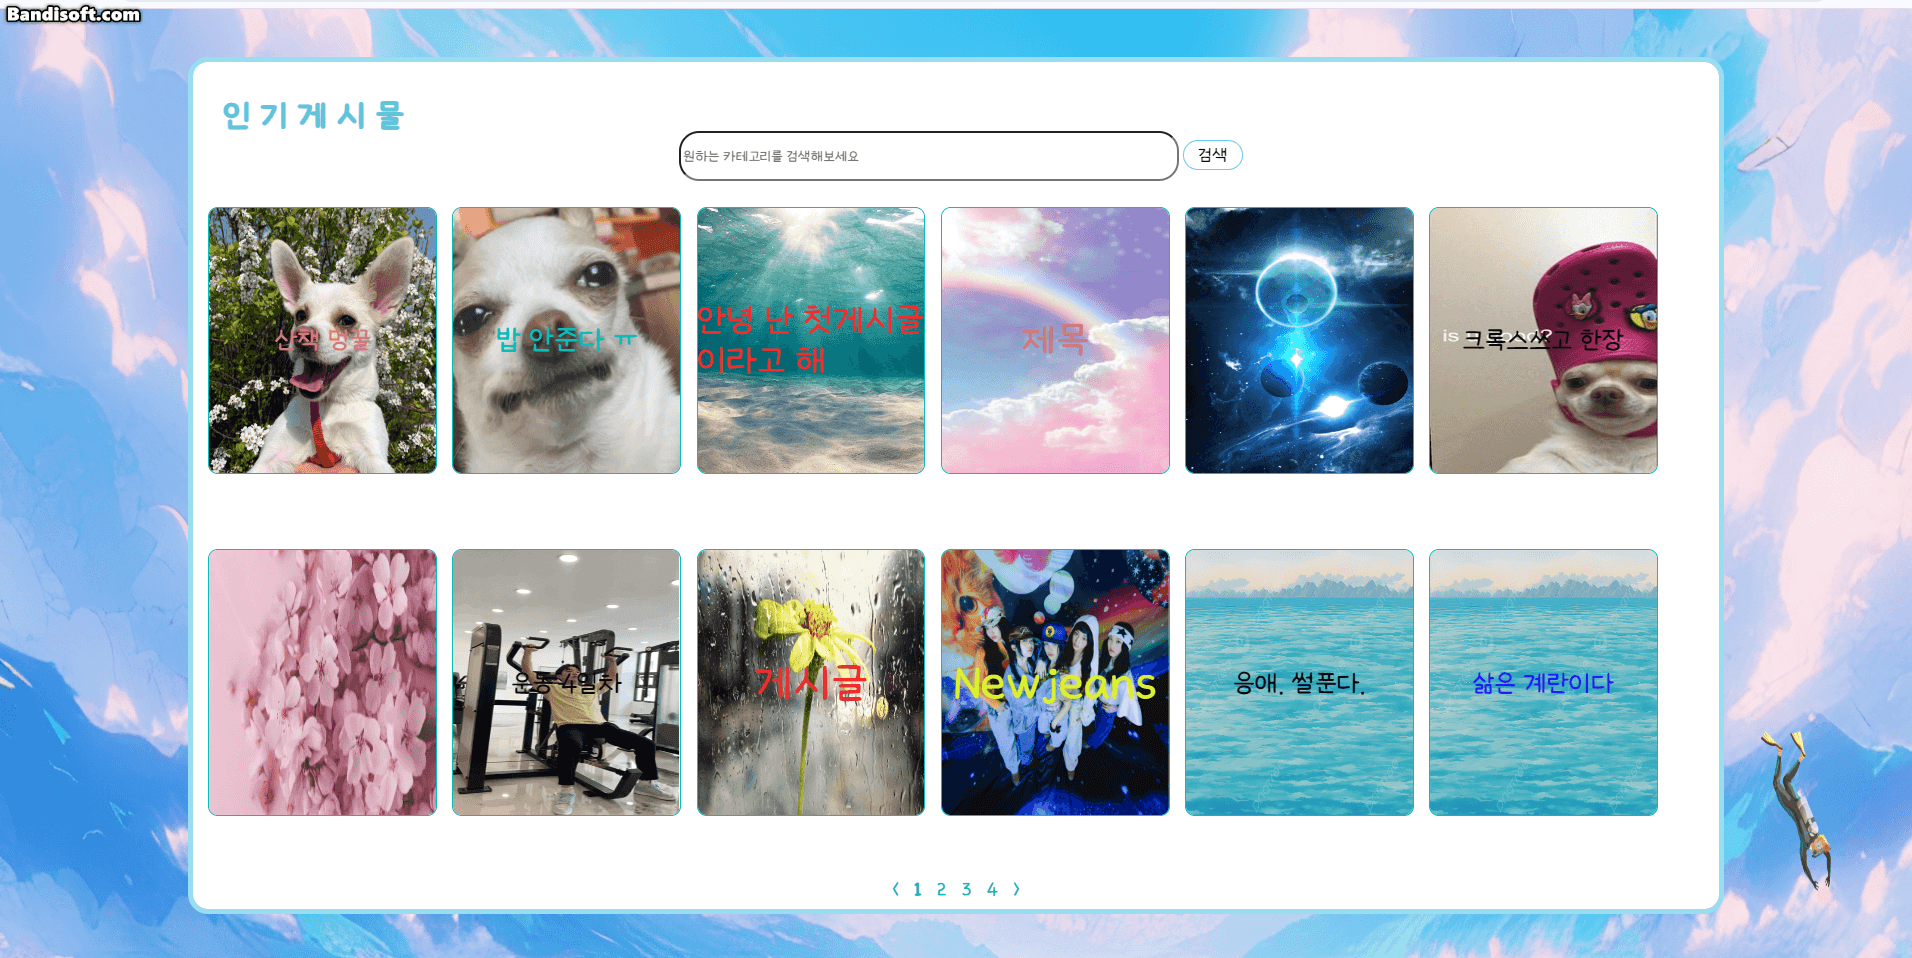 Bandisoft.com
인기게시물
원하는 카테고리를 검색해보세요
검색
산책 멍끌
밥 안준다 ㅠ
안녕 난 첫게시글
이라고 해
제목
크록스쓰고 한장
운동 4일차
게시글
New jeans
응애. 썰푼다.
삶은 계란이다
< 1 2 3 4 >